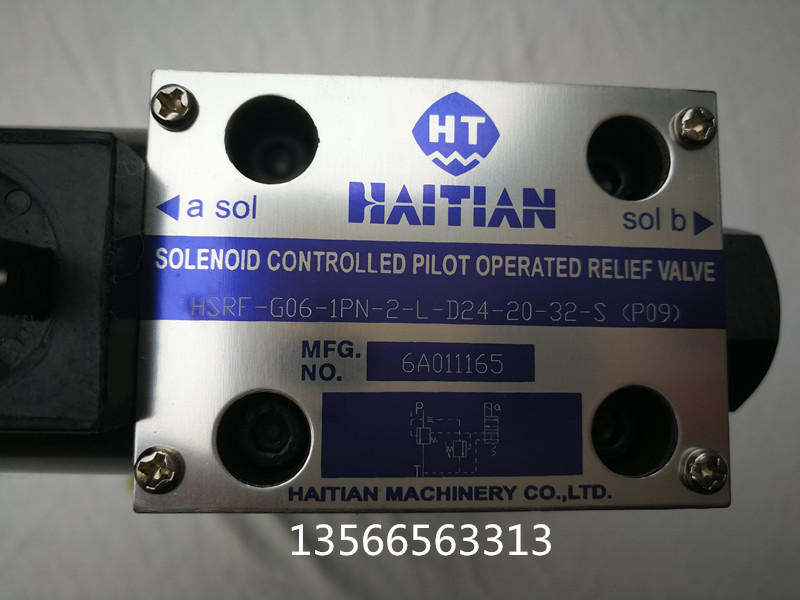 HT
HAITIAN
◀a sol
sol b▶
SOLENOID CONTROLLED PILOT OPERATED RELIEF VALVE
HSRF-G06-1PN-2-L-D24-20-32-S (P09)
MFG. NO.
6A011165
P
a
T
HAITIAN MACHINERY CO.,LTD.
13566563313